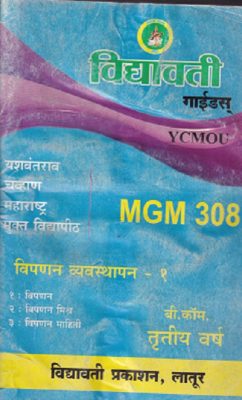 विद्यावती
गाईडस्
YCMOU
यशवंतराव
चव्हाण
महाराष्ट्र
मुक्त विद्यापीठ
MGM 308
विपणन व्यवस्थापन - १
१ : विपणन
२ : विपणन मिश्र
३ : विपणन माहिती
बी.कॉम.
तृतीय वर्ष
विद्यावती प्रकाशन, लातूर